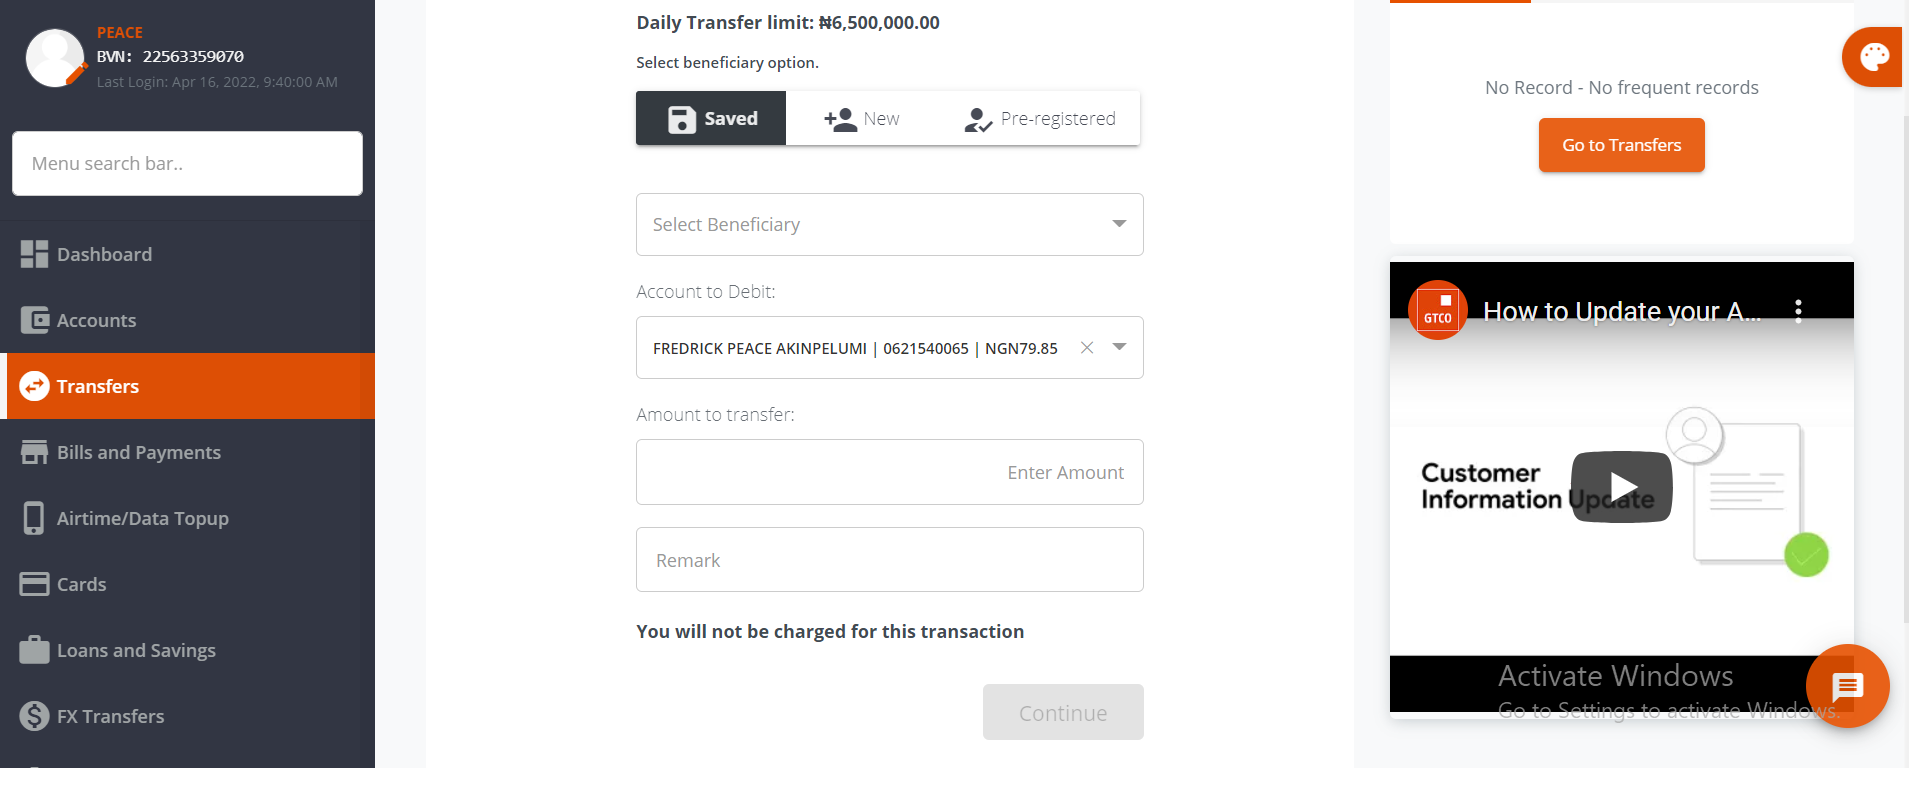 PEACE
BVN: 22563359070
Last Login: Apr 16, 2022, 9:40:00 AM
Menu search bar..
Dashboard
Accounts
Transfers
Bills and Payments
Airtime/Data Topup
Cards
Loans and Savings
FX Transfers
Daily Transfer limit: ₦6,500,000.00
Select beneficiary option.
Saved
New
Pre-registered
Select Beneficiary
Account to Debit:
FREDRICK PEACE AKINPELUMI | 0621540065 | NGN79.85
Amount to transfer:
Enter Amount
Remark
You will not be charged for this transaction
Continue
No Record - No frequent records
Go to Transfers
GTCO
How to Update your A...
Customer
Information Update
Activate Windows
Go to Settings to activate Windows.